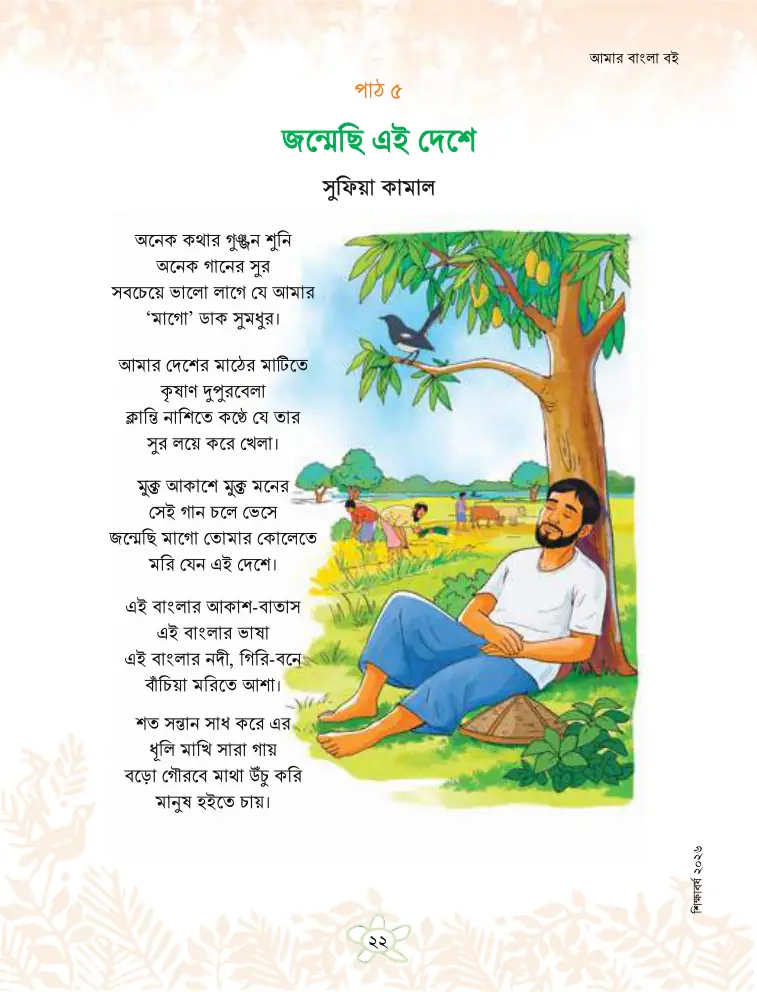 আমার বাংলা বই
পাঠ ৫
জন্মেছি এই দেশে
সুফিয়া কামাল
অনেক কথার গুঞ্জন শুনি
অনেক গানের সুর
সবচেয়ে ভালো লাগে যে আমার
‘মাগো’ ডাক সুমধুর।
আমার দেশের মাঠের মাটিতে
কৃষাণ দুপুরবেলা
ক্লান্তি নাশিতে কণ্ঠে যে তার
সুর লয়ে করে খেলা।
মুক্ত আকাশে মুক্ত মনের
সেই গান চলে ভেসে
জন্মেছি মাগো তোমার কোলেতে
মরি যেন এই দেশে।
এই বাংলার আকাশ-বাতাস
এই বাংলার ভাষা
এই বাংলার নদী, গিরি-বনে
বাঁচিয়া মরিতে আশা।
শত সন্তান সাধ করে এর
ধূলি মাখি সারা গায়
বড়ো গৌরবে মাথা উঁচু করি
মানুষ হইতে চায়।
শিক্ষাবর্ষ ২০২৬
২২